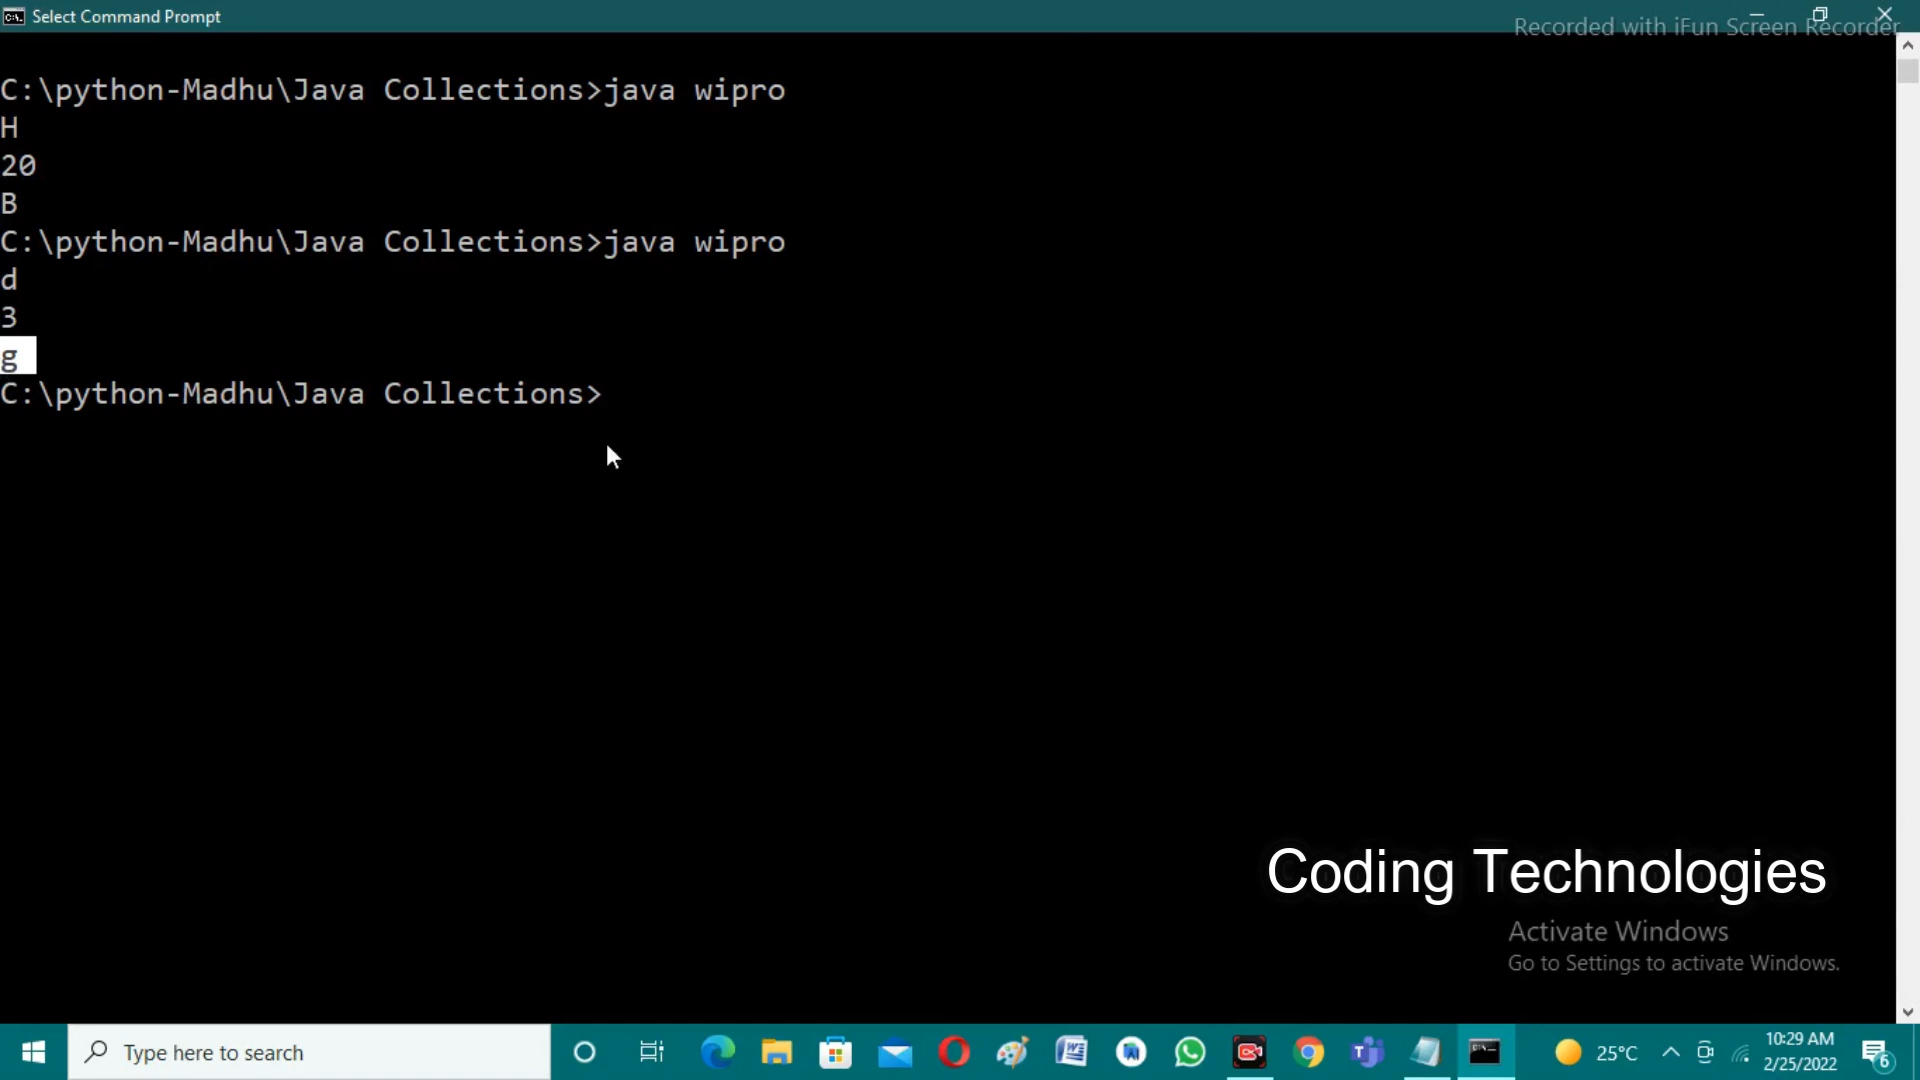 Select Command Prompt
Recorded with iFun Screen Recorder
C:\python-Madhu\Java Collections>java wipro
H
20
B
C:\python-Madhu\Java Collections>java wipro
d
3
g
C:\python-Madhu\Java Collections>
Coding Technologies
Activate Windows
Go to Settings to activate Windows.
Type here to search
25°C
10:29 AM
2/25/2022
6